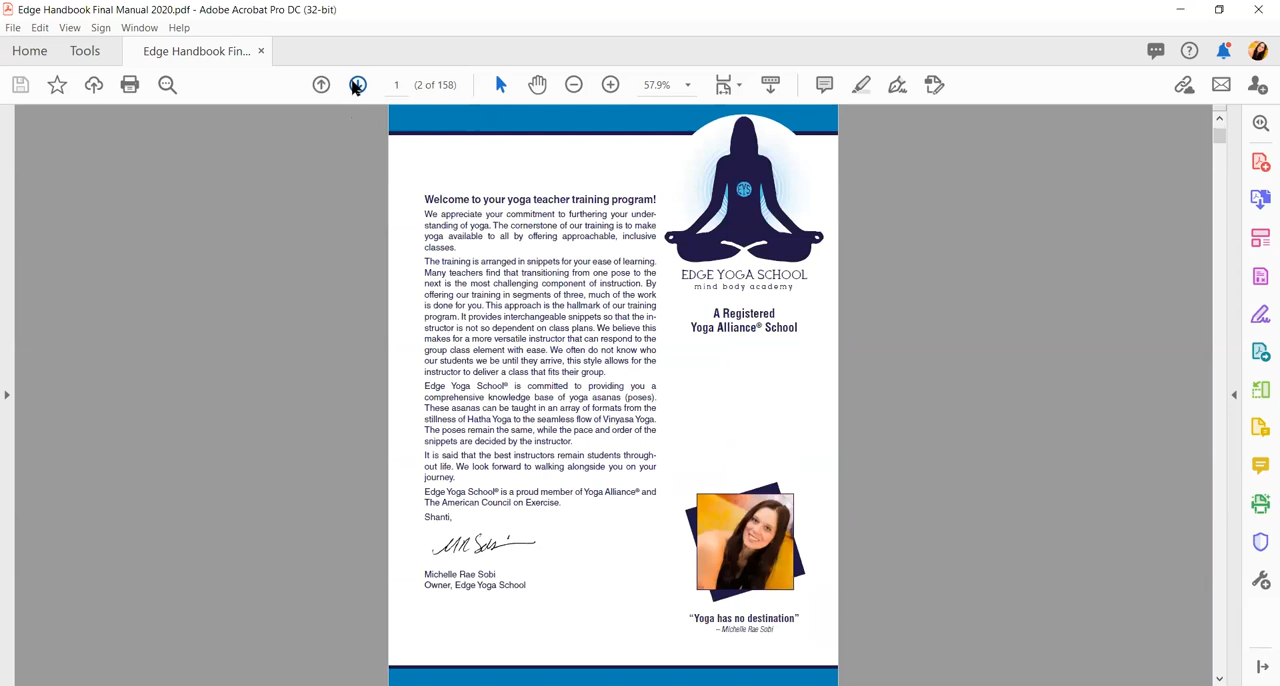 Edge Handbook Final Manual 2020.pdf - Adobe Acrobat Pro DC (32-bit)
File Edit View Sign Window Help
Home Tools Edge Handbook Fin... ×
1 (2 of 158) 57.9%
EYS
EDGE YOGA SCHOOL
mind body academy
A Registered
Yoga Alliance® School
Welcome to your yoga teacher training program!
We appreciate your commitment to furthering your under-
standing of yoga. The cornerstone of our training is to make
yoga available to all by offering approachable, inclusive
classes.
The training is arranged in snippets for your ease of learning.
Many teachers find that transitioning from one pose to the
next is the most challenging component of instruction. By
offering our training in segments of three, much of the work
is done for you. This approach is the hallmark of our training
program. It provides interchangeable snippets so that the in-
structor is not so dependent on class plans. We believe this
makes for a more versatile instructor that can respond to the
group class element with ease. We often do not know who
our students we be until they arrive, this style allows for the
instructor to deliver a class that fits their group.
Edge Yoga School® is committed to providing you a
comprehensive knowledge base of yoga asanas (poses).
These asanas can be taught in an array of formats from the
stillness of Hatha Yoga to the seamless flow of Vinyasa Yoga.
The poses remain the same, while the pace and order of the
snippets are decided by the instructor.
It is said that the best instructors remain students through-
out life. We look forward to walking alongside you on your
journey.
Edge Yoga School® is a proud member of Yoga Alliance® and
The American Council on Exercise.
Shanti,
Michelle Rae Sobi
Owner, Edge Yoga School
“Yoga has no destination”
– Michelle Rae Sobi